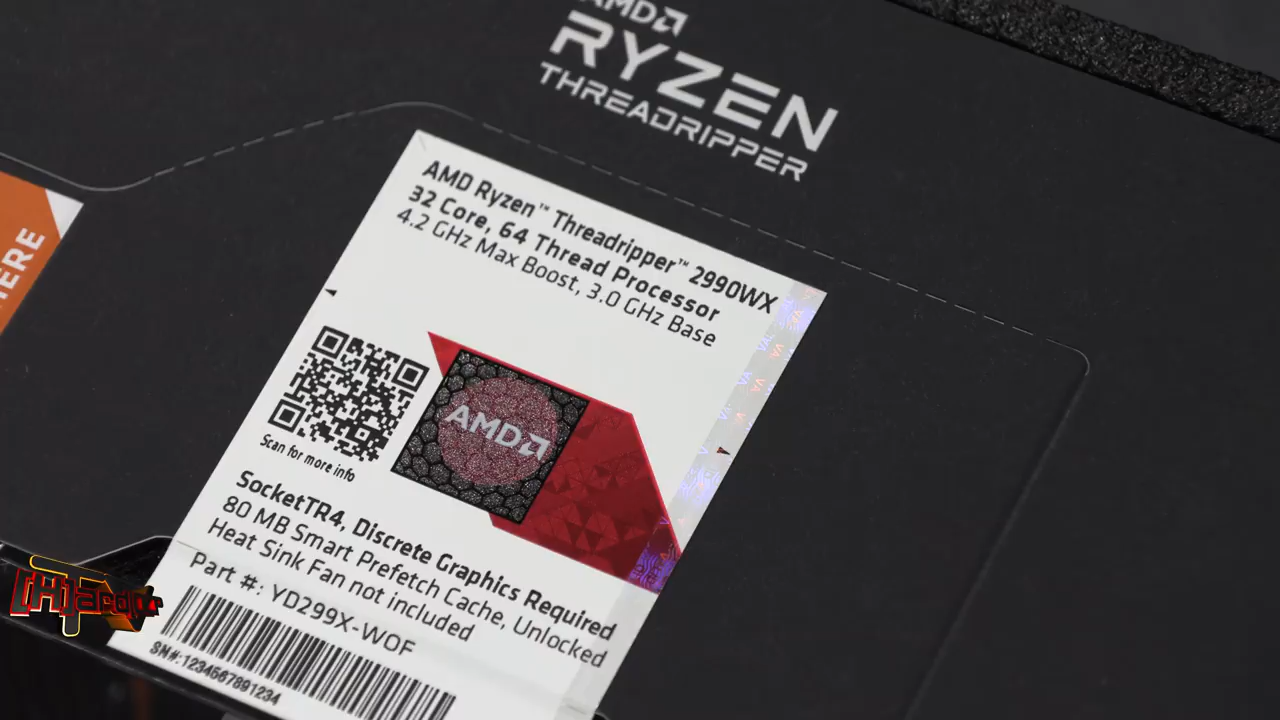 AMD
RYZEN
THREADRIPPER
AMD Ryzen™ Threadripper™ 2990WX
32 Core, 64 Thread Processor
4.2 GHz Max Boost, 3.0 GHz Base
HERE
AMD
Scan for more info
SocketTR4, Discrete Graphics Required
80 MB Smart Prefetch Cache, Unlocked
Heat Sink Fan not included
Part #: YD299X-WOF
SN#:1234567891234
[H]ardocp